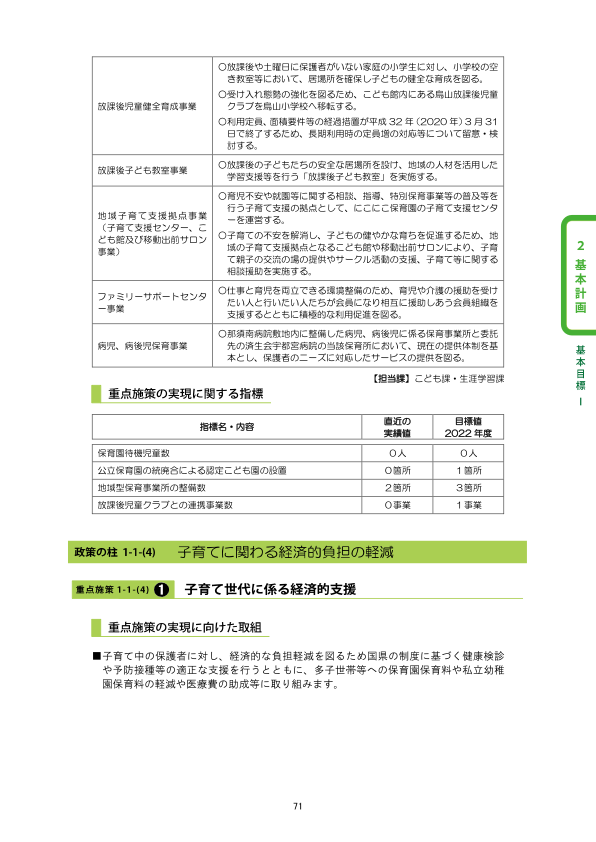 放課後児童健全育成事業
○放課後や土曜日に保護者がいない家庭の小学生に対し、小学校の空
き教室等において、居場所を確保し子どもの健全な育成を図る。
○受け入れ態勢の強化を図るため、こども館内にある烏山放課後児童
クラブを烏山小学校へ移転する。
○利用定員、面積要件等の経過措置が平成 32 年（2020 年）3 月 31
日で終了するため、長期利用時の定員増の対応等について留意・検
討する。
放課後子ども教室事業
○放課後の子どもたちの安全な居場所を設け、地域の人材を活用した
学習支援等を行う「放課後子ども教室」を実施する。
地域子育て支援拠点事業
（子育て支援センター、こ
ども館及び移動出前サロン
事業）
○育児不安や就園等に関する相談、指導、特別保育事業等の普及等を
行う子育て支援の拠点として、にこにこ保育園の子育て支援センタ
ーを運営する。
○子育ての不安を解消し、子どもの健やかな育ちを促進するため、地
域の子育て支援拠点となるこども館や移動出前サロンにより、子育
て親子の交流の場の提供やサークル活動の支援、子育て等に関する
相談援助を実施する。
ファミリーサポートセンタ
ー事業
○仕事と育児を両立できる環境整備のため、育児や介護の援助を受け
たい人と行いたい人たちが会員になり相互に援助しあう会員組織を
支援するとともに積極的な利用促進を図る。
病児、病後児保育事業
○那須南病院敷地内に整備した病児、病後児に係る保育事業所と委託
先の済生会宇都宮病院の当該保育所において、現在の提供体制を基
本とし、保護者のニーズに対応したサービスの提供を図る。
【担当課】こども課・生涯学習課
重点施策の実現に関する指標
指標名・内容
直近の
実績値
目標値
2022 年度
保育園待機児童数 0人 0人
公立保育園の統廃合による認定こども園の設置 0箇所 1箇所
地域型保育事業所の整備数 2箇所 3箇所
放課後児童クラブとの連携事業数 0事業 1事業
政策の柱 1-1-(4) 子育てに関わる経済的負担の軽減
重点施策 1-1-(4) ❶ 子育て世代に係る経済的支援
重点施策の実現に向けた取組
■子育て中の保護者に対し、経済的な負担軽減を図るため国県の制度に基づく健康検診
や予防接種等の適正な支援を行うとともに、多子世帯等への保育園保育料や私立幼稚
園保育料の軽減や医療費の助成等に取り組みます。
2
基本計画
基本目標
Ⅰ
71